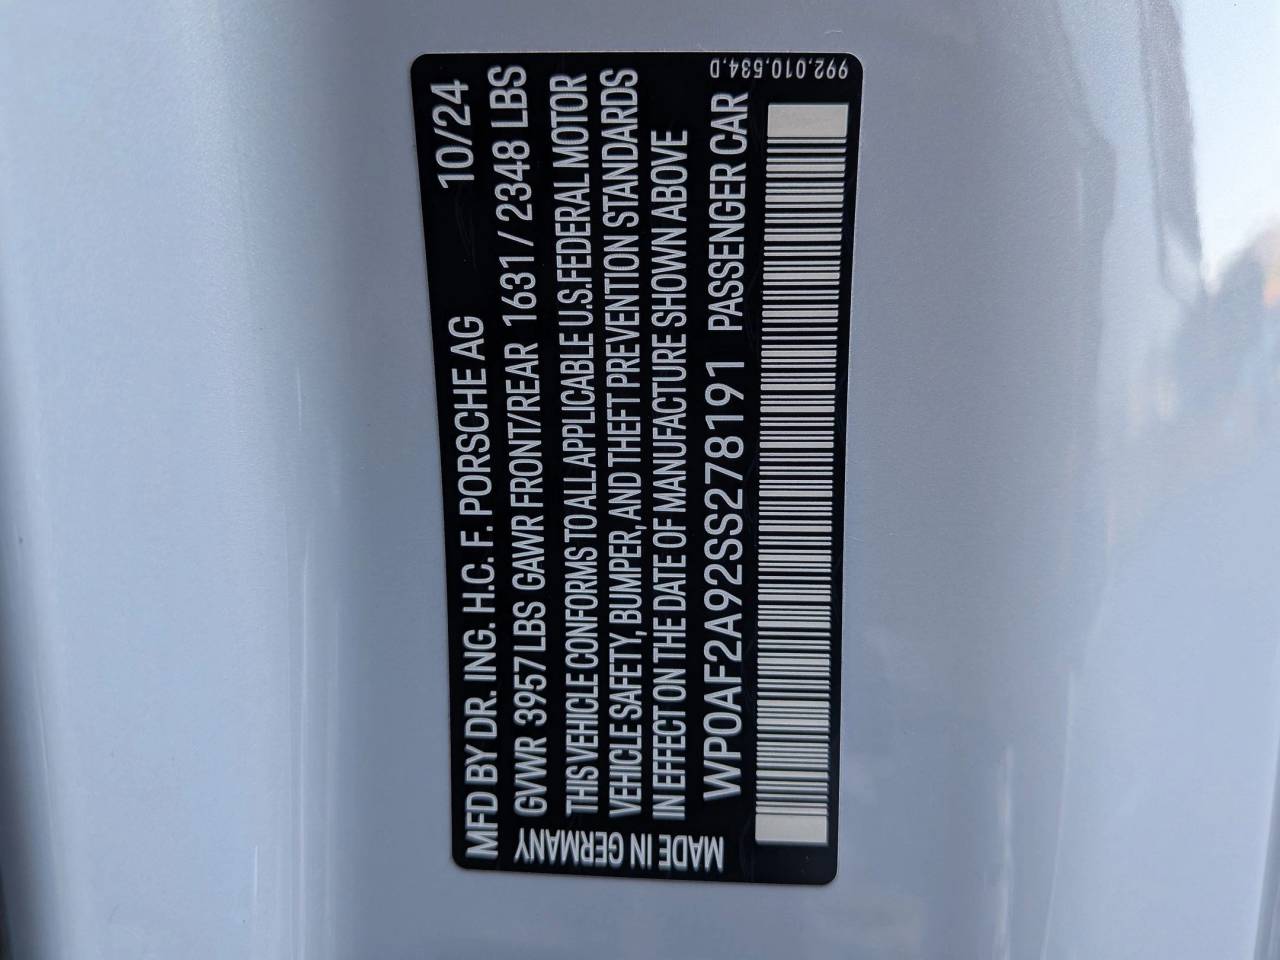 MFD BY DR. ING. H.C. F. PORSCHE AG 10/24
GVWR 3957 LBS GAWR FRONT/REAR 1631 / 2348 LBS
THIS VEHICLE CONFORMS TO ALL APPLICABLE U.S.FEDERAL MOTOR
VEHICLE SAFETY, BUMPER, AND THEFT PREVENTION STANDARDS
IN EFFECT ON THE DATE OF MANUFACTURE SHOWN ABOVE
WP0AF2A92SS278191 PASSENGER CAR
MADE IN GERMANY
992.010.534.D